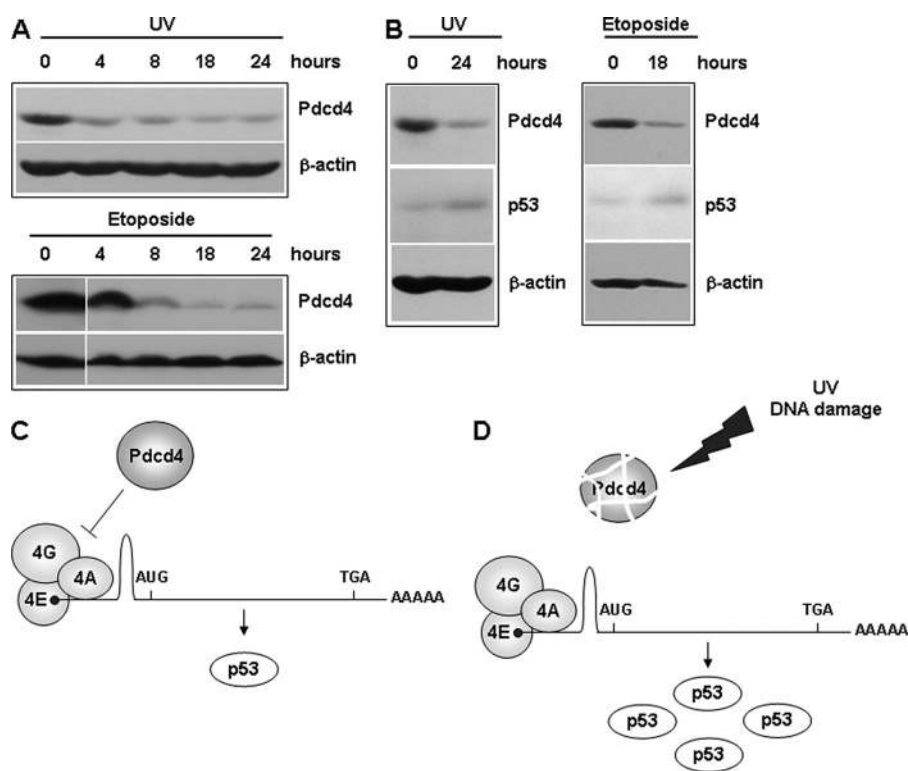 A
UV
0 4 8 18 24 hours
Pdcd4
β-actin
Etoposide
0 4 8 18 24 hours
Pdcd4
β-actin
B
UV
0 24 hours
Pdcd4
p53
β-actin
Etoposide
0 18 hours
Pdcd4
p53
β-actin
C
Pdcd4
4G
4A
4E
AUG
TGA
AAAAA
p53
D
UV
DNA damage
Pdcd4
4G
4A
4E
AUG
TGA
AAAAA
p53
p53
p53
p53